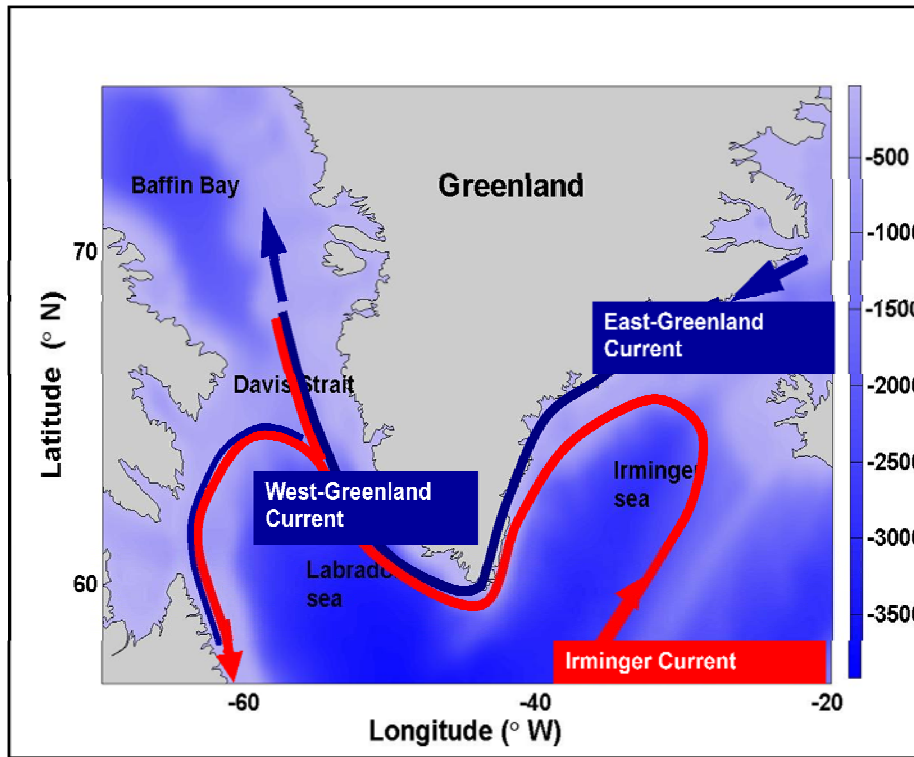 Baffin Bay
Greenland
-500
70
-1000
East-Greenland
Current
-1500
Davis Strait
-2000
Latitude (° N)
West-Greenland
Current
Irminger
sea
-2500
-3000
60
Labrado
sea
-3500
Irminger Current
-60
-40
-20
Longitude (° W)